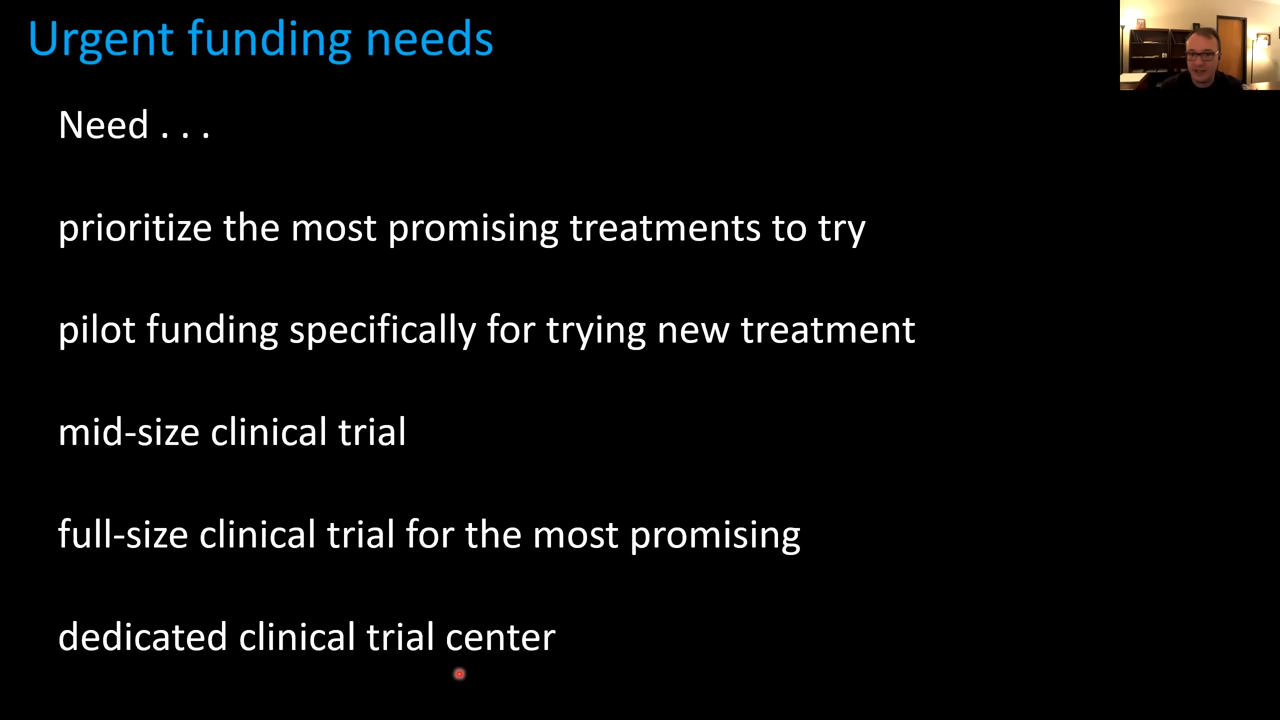 Urgent funding needs
Need . . .
prioritize the most promising treatments to try
pilot funding specifically for trying new treatment
mid-size clinical trial
full-size clinical trial for the most promising
dedicated clinical trial center